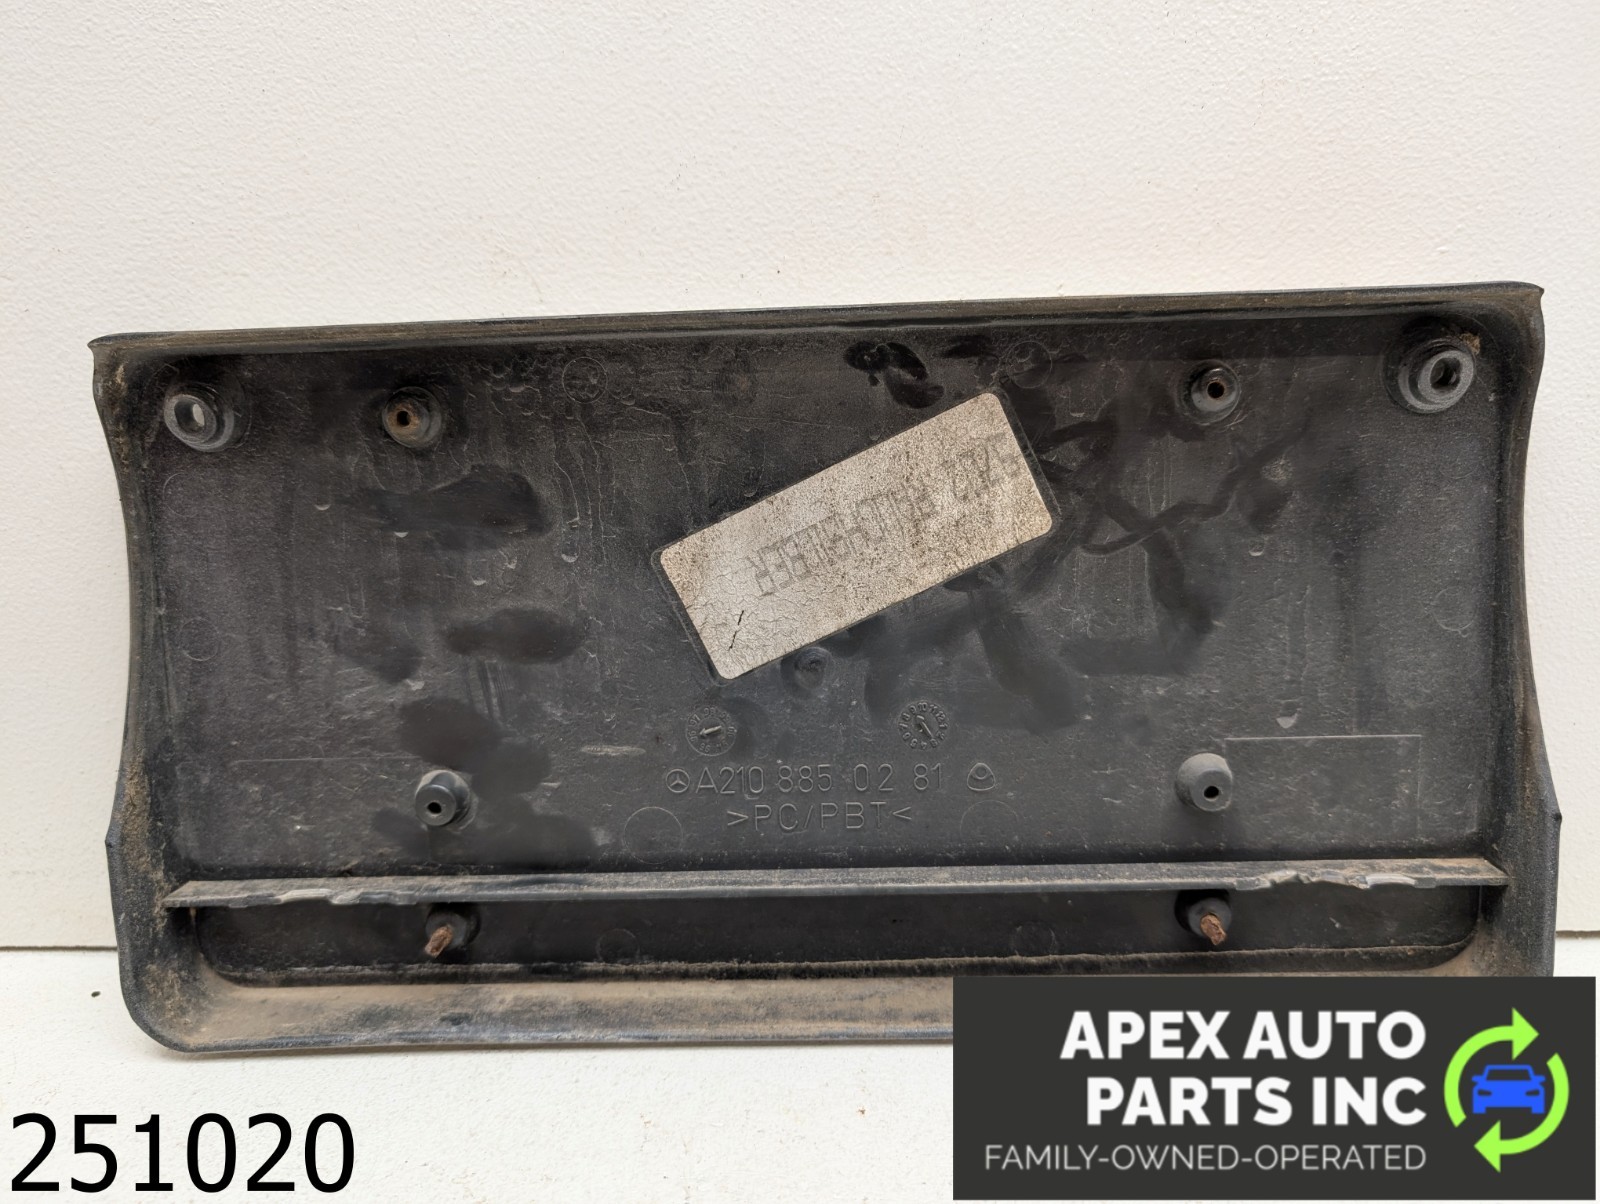 A210 885 02 81
>PC/PBT<
251020
APEX AUTO
PARTS INC
FAMILY-OWNED-OPERATED